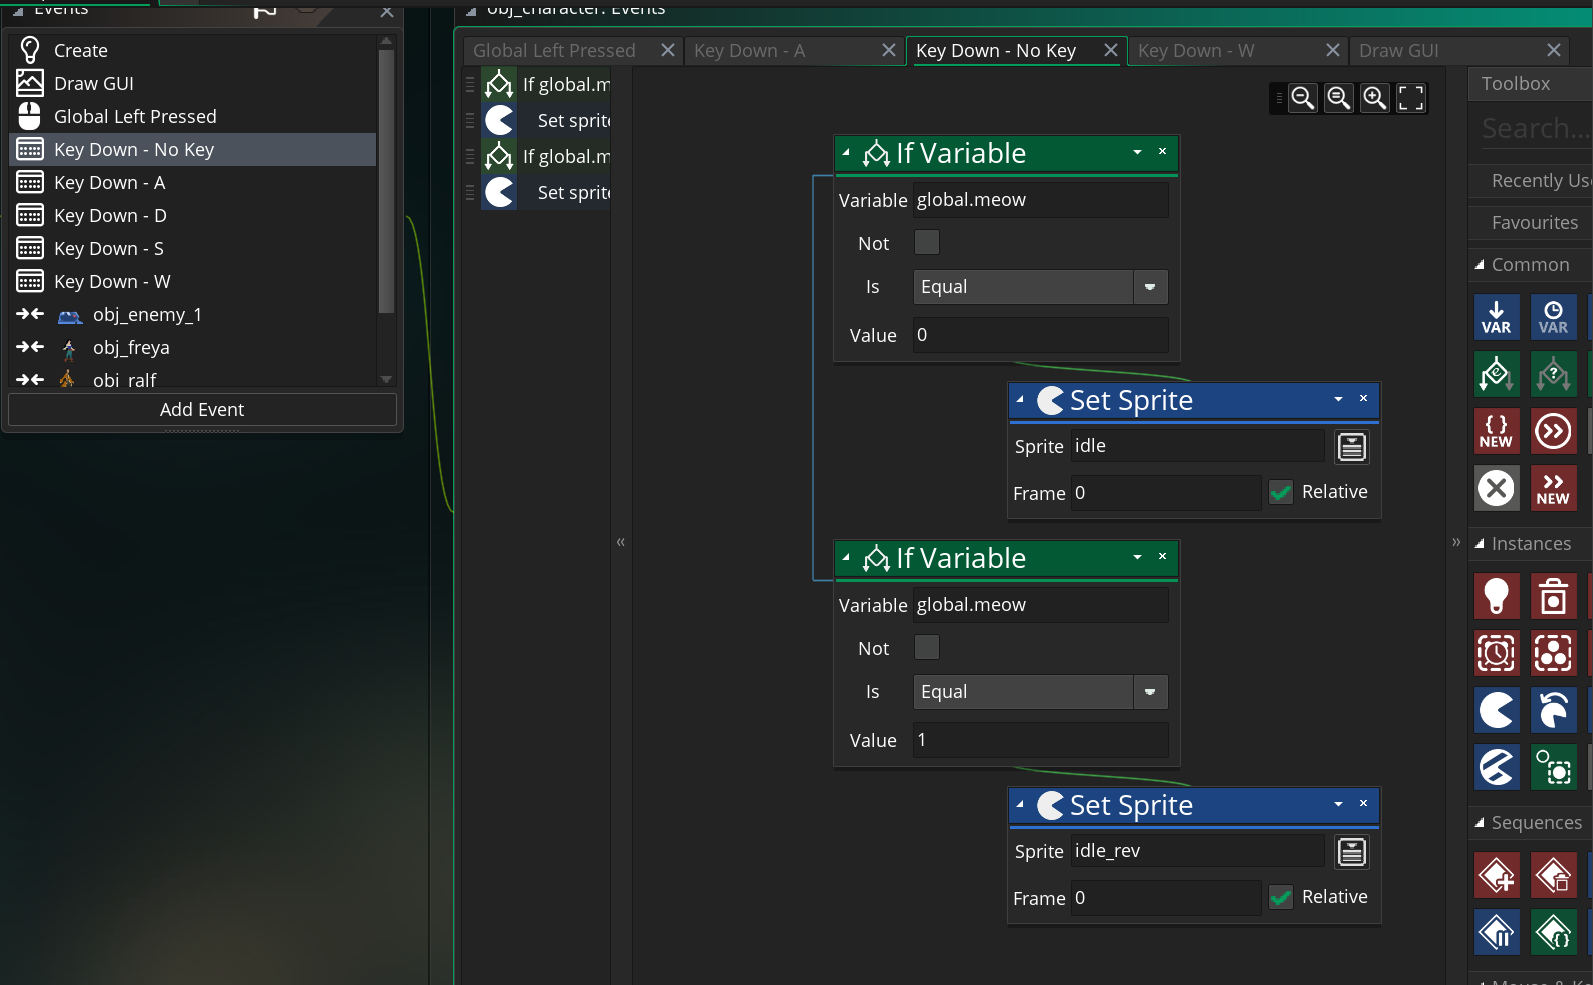 Events
Create
Draw GUI
Global Left Pressed
Key Down - No Key
Key Down - A
Key Down - D
Key Down - S
Key Down - W
obj_enemy_1
obj_freya
obj_ralf
Add Event
obj_character: Events
Global Left Pressed
Key Down - A
Key Down - No Key
Key Down - W
Draw GUI
If global.m
Set sprite
If global.m
Set sprite
If Variable
Variable global.meow
Not
Is Equal
Value 0
Set Sprite
Sprite idle
Frame 0 Relative
If Variable
Variable global.meow
Not
Is Equal
Value 1
Set Sprite
Sprite idle_rev
Frame 0 Relative
Toolbox
Search...
Recently Us
Favourites
Common
VAR
VAR
NEW
NEW
Instances
Sequences